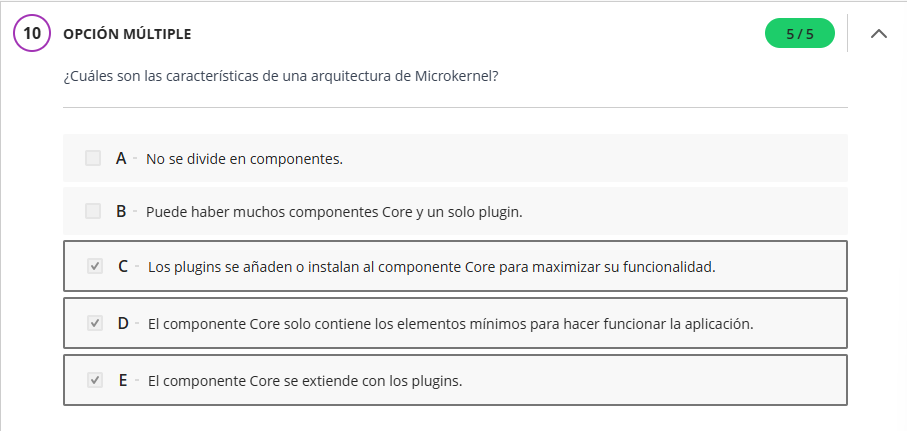 10 OPCIÓN MÚLTIPLE 5 / 5
¿Cuáles son las características de una arquitectura de Microkernel?
A - No se divide en componentes.
B - Puede haber muchos componentes Core y un solo plugin.
C - Los plugins se añaden o instalan al componente Core para maximizar su funcionalidad.
D - El componente Core solo contiene los elementos mínimos para hacer funcionar la aplicación.
E - El componente Core se extiende con los plugins.